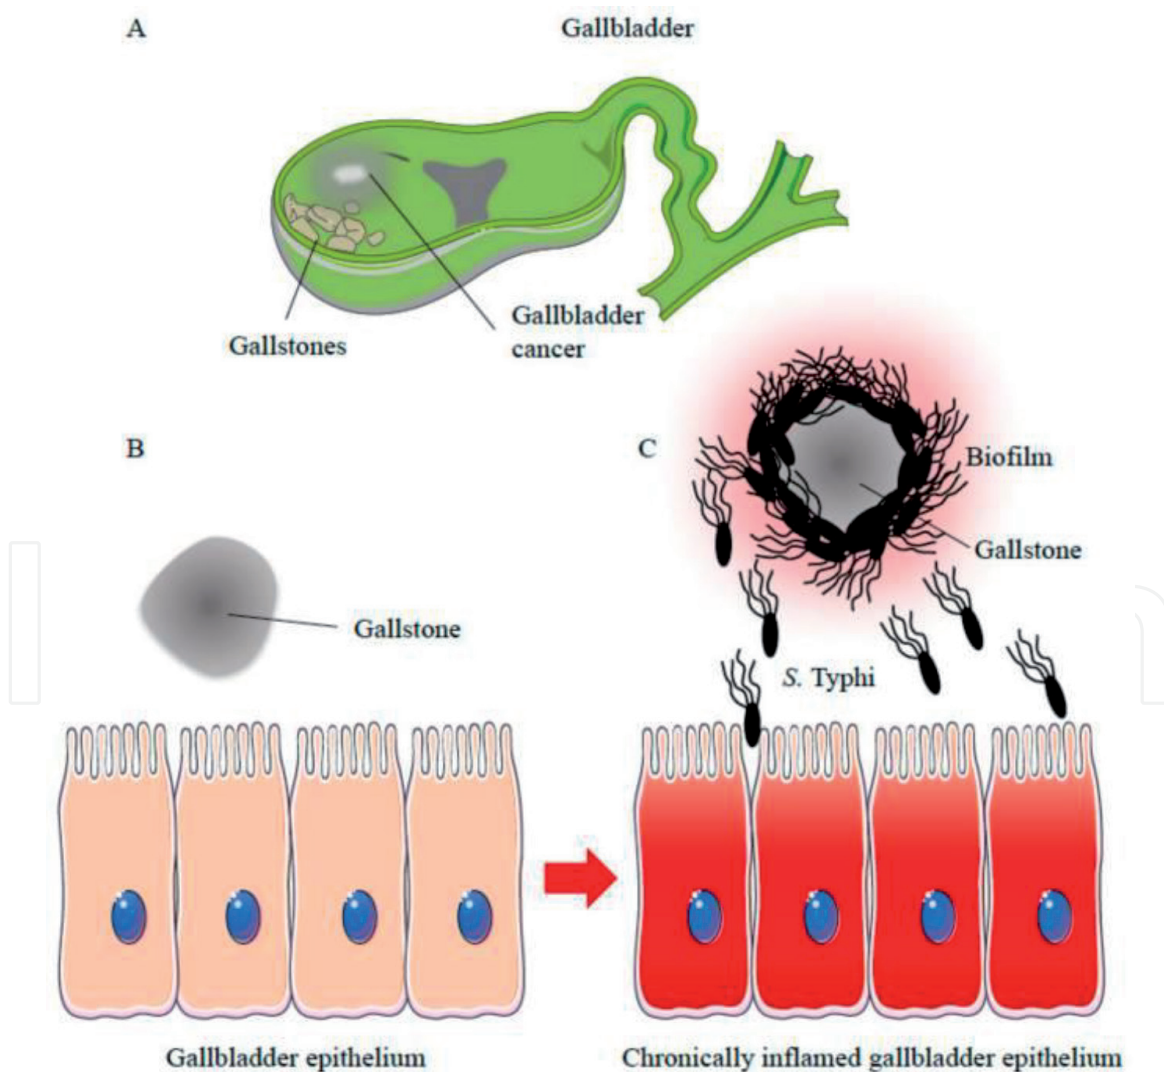 A
Gallbladder
Gallstones
Gallbladder
cancer
B
C
Biofilm
Gallstone
Gallstone
S. Typhi
Gallbladder epithelium
Chronically inflamed gallbladder epithelium